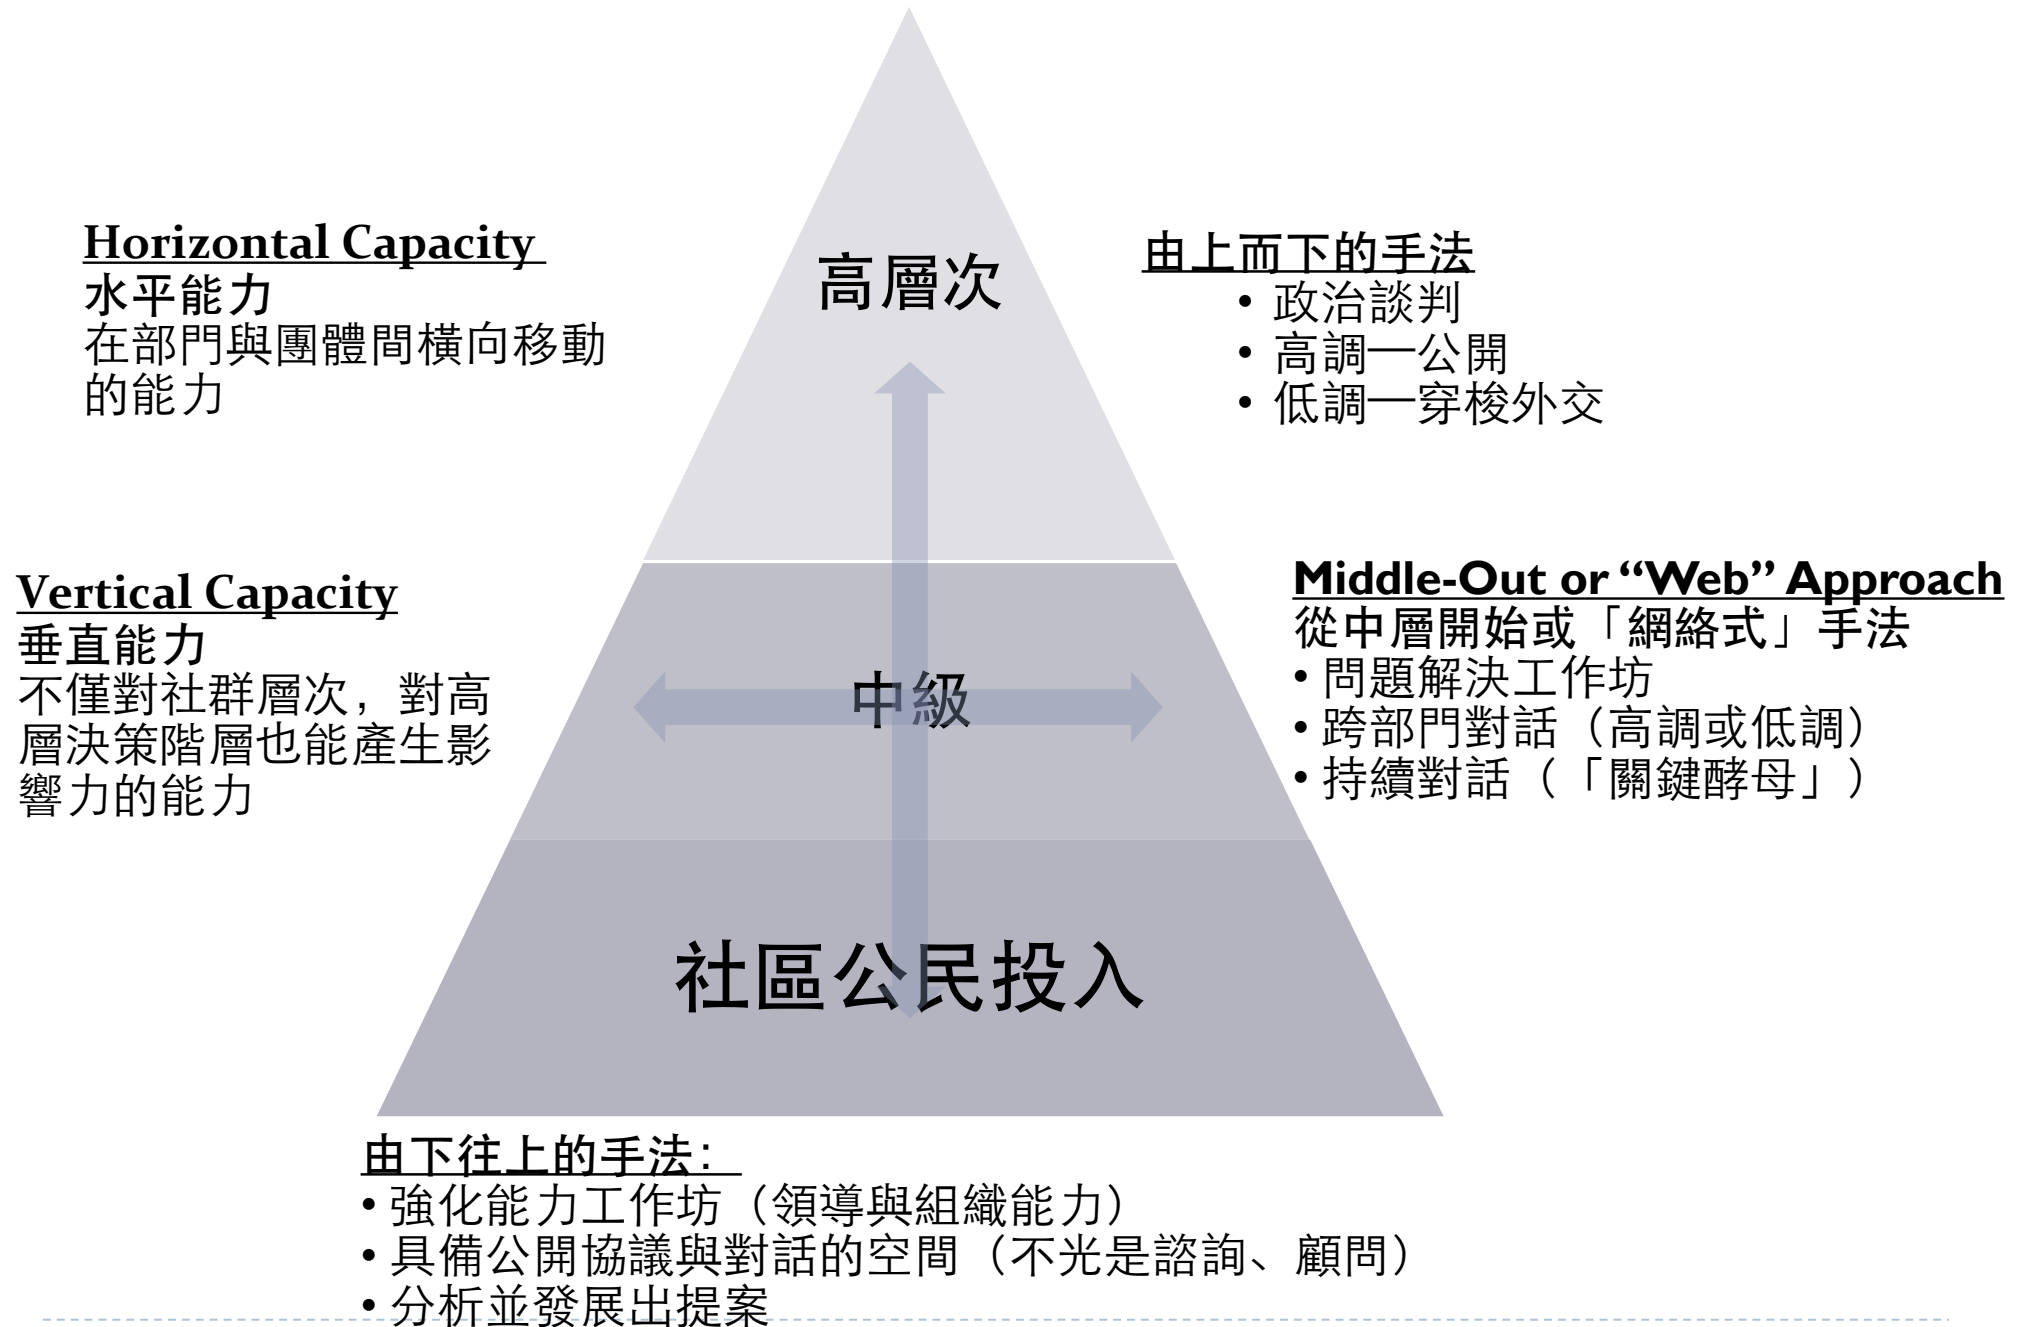 Horizontal Capacity
水平能力
在部門與團體間橫向移動
的能力
高層次
由上而下的手法
• 政治談判
• 高調—公開
• 低調—穿梭外交
Vertical Capacity
垂直能力
不僅對社群層次，對高
層決策階層也能產生影
響力的能力
中級
Middle-Out or “Web” Approach
從中層開始或「網絡式」手法
• 問題解決工作坊
• 跨部門對話（高調或低調）
• 持續對話（「關鍵酵母」）
社區公民投入
由下往上的手法：
• 強化能力工作坊（領導與組織能力）
• 具備公開協議與對話的空間（不光是諮詢、顧問）
• 分析並發展出提案